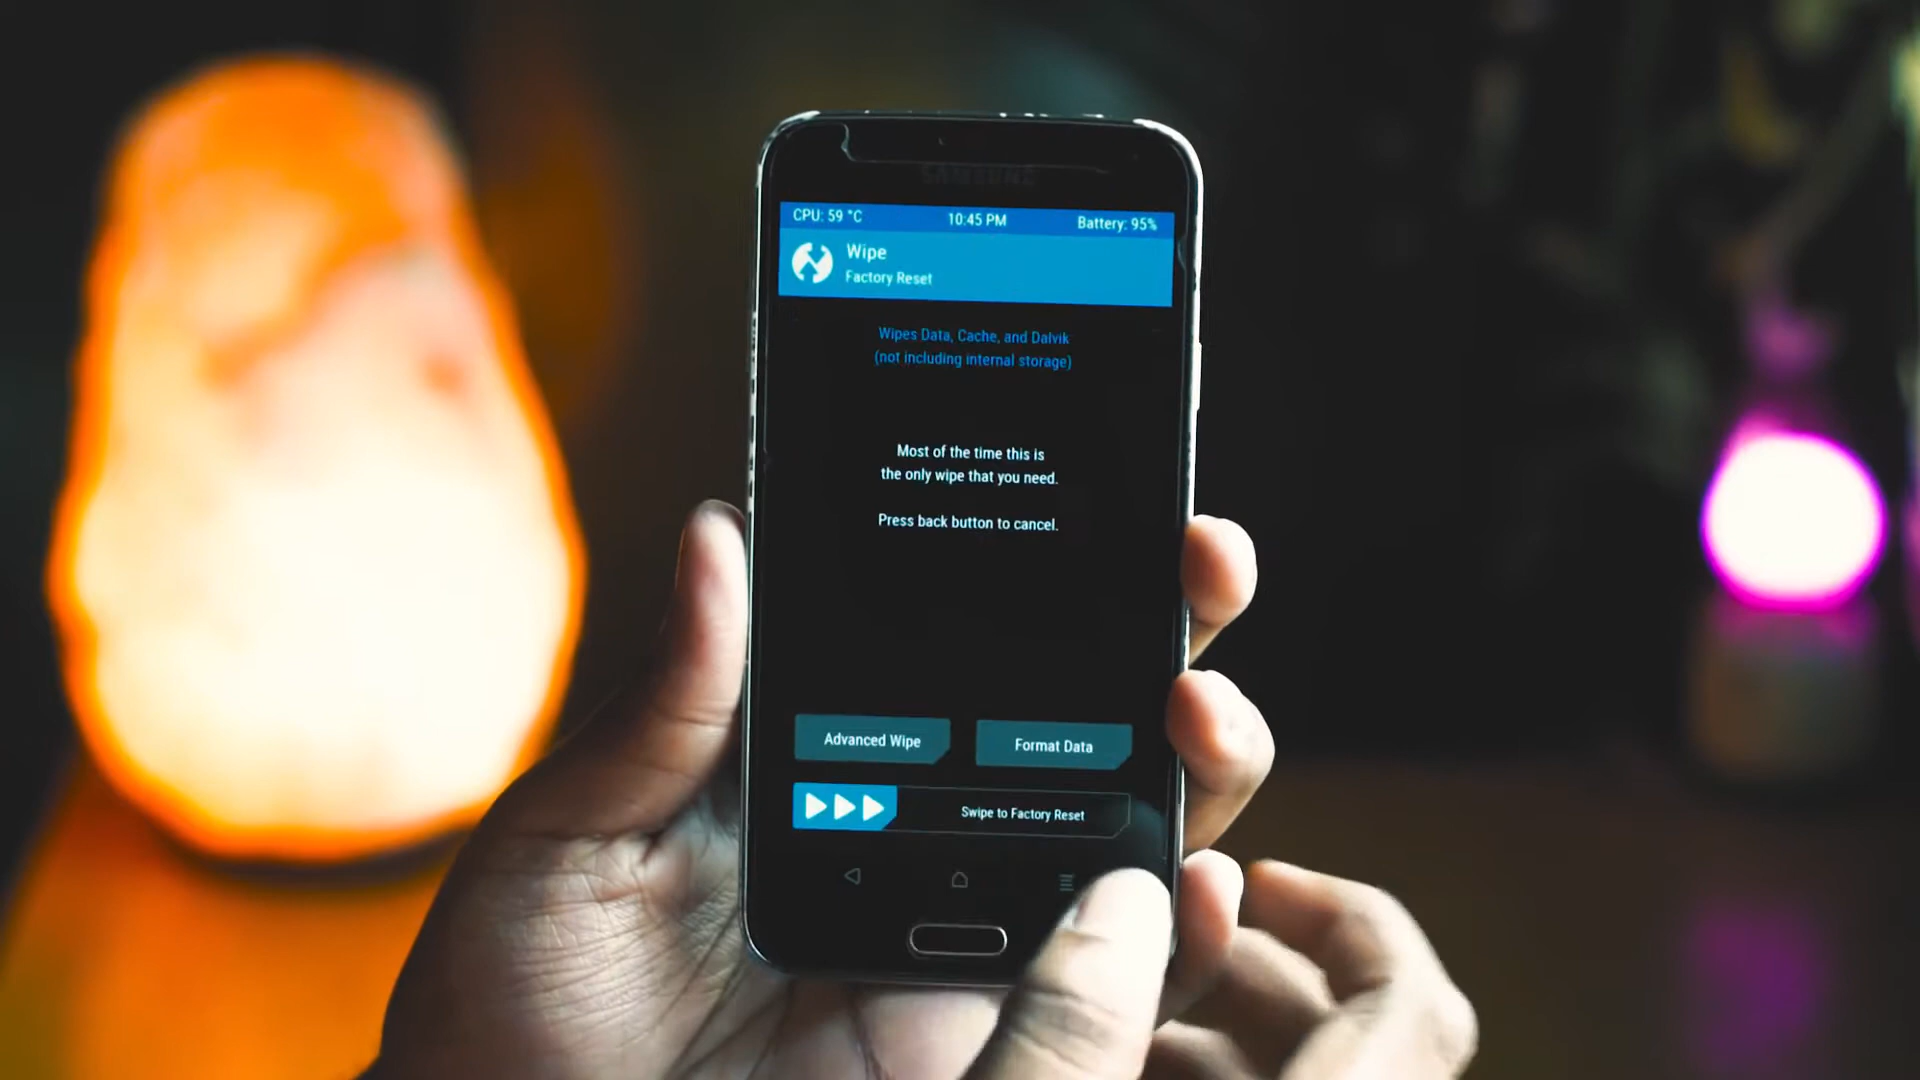 SAMSUNG
CPU: 59 °C 10:45 PM Battery: 95%
Wipe
Factory Reset
Wipes Data, Cache, and Dalvik
(not including internal storage)
Most of the time this is
the only wipe that you need.
Press back button to cancel.
Advanced Wipe Format Data
Swipe to Factory Reset